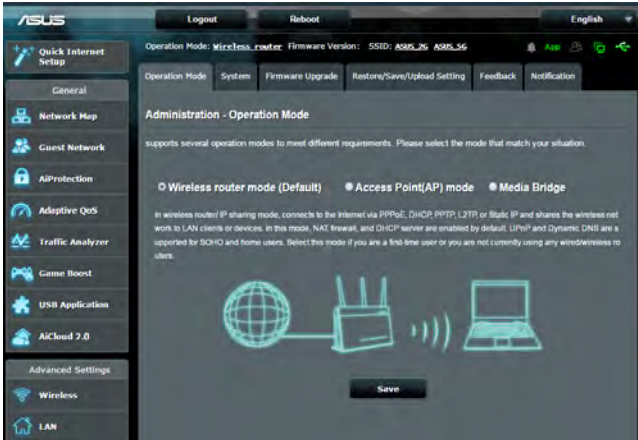 ASUS
Logout
Reboot
English
Quick Internet
Setup
Operation Mode: Wireless router Firmware Version: SSID: ASUS_2G ASUS_5G
App
Operation Mode
System
Firmware Upgrade
Restore/Save/Upload Setting
Feedback
Notification
General
Network Map
Guest Network
AiProtection
Adaptive QoS
Traffic Analyzer
Game Boost
USB Application
AiCloud 2.0
Advanced Settings
Wireless
LAN
Administration - Operation Mode
supports several operation modes to meet different requirements. Please select the mode that match your situation.
Wireless router mode (Default)
Access Point(AP) mode
Media Bridge
In wireless router/ IP sharing mode, connects to the Internet via PPPoE, DHCP, PPTP, L2TP, or Static IP and shares the wireless net
work to LAN clients or devices. In this mode, NAT, firewall, and DHCP server are enabled by default. UPnP and Dynamic DNS are s
upported for SOHO and home users. Select this mode if you are a first-time user or you are not currently using any wired/wireless ro
uters.
Save